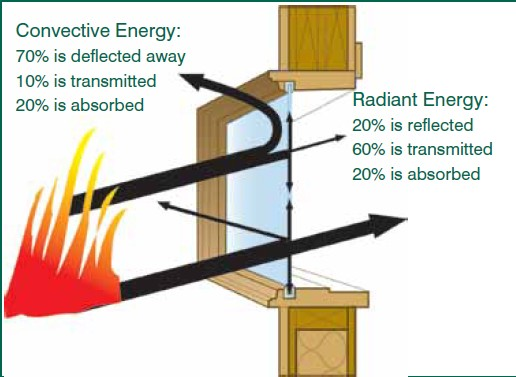 Convective Energy:
70% is deflected away
10% is transmitted
20% is absorbed
Radiant Energy:
20% is reflected
60% is transmitted
20% is absorbed